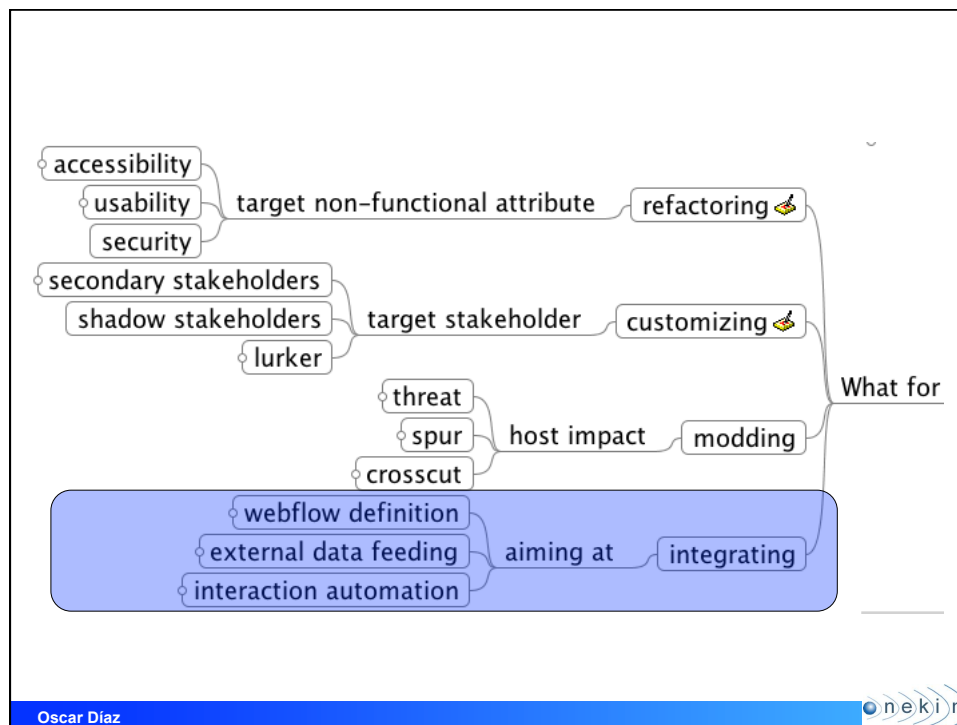 accessibility
usability
security
target non-functional attribute
refactoring
secondary stakeholders
shadow stakeholders
lurker
target stakeholder
customizing
What for
threat
spur
crosscut
host impact
modding
webflow definition
external data feeding
interaction automation
aiming at
integrating
Oscar Díaz
onekin